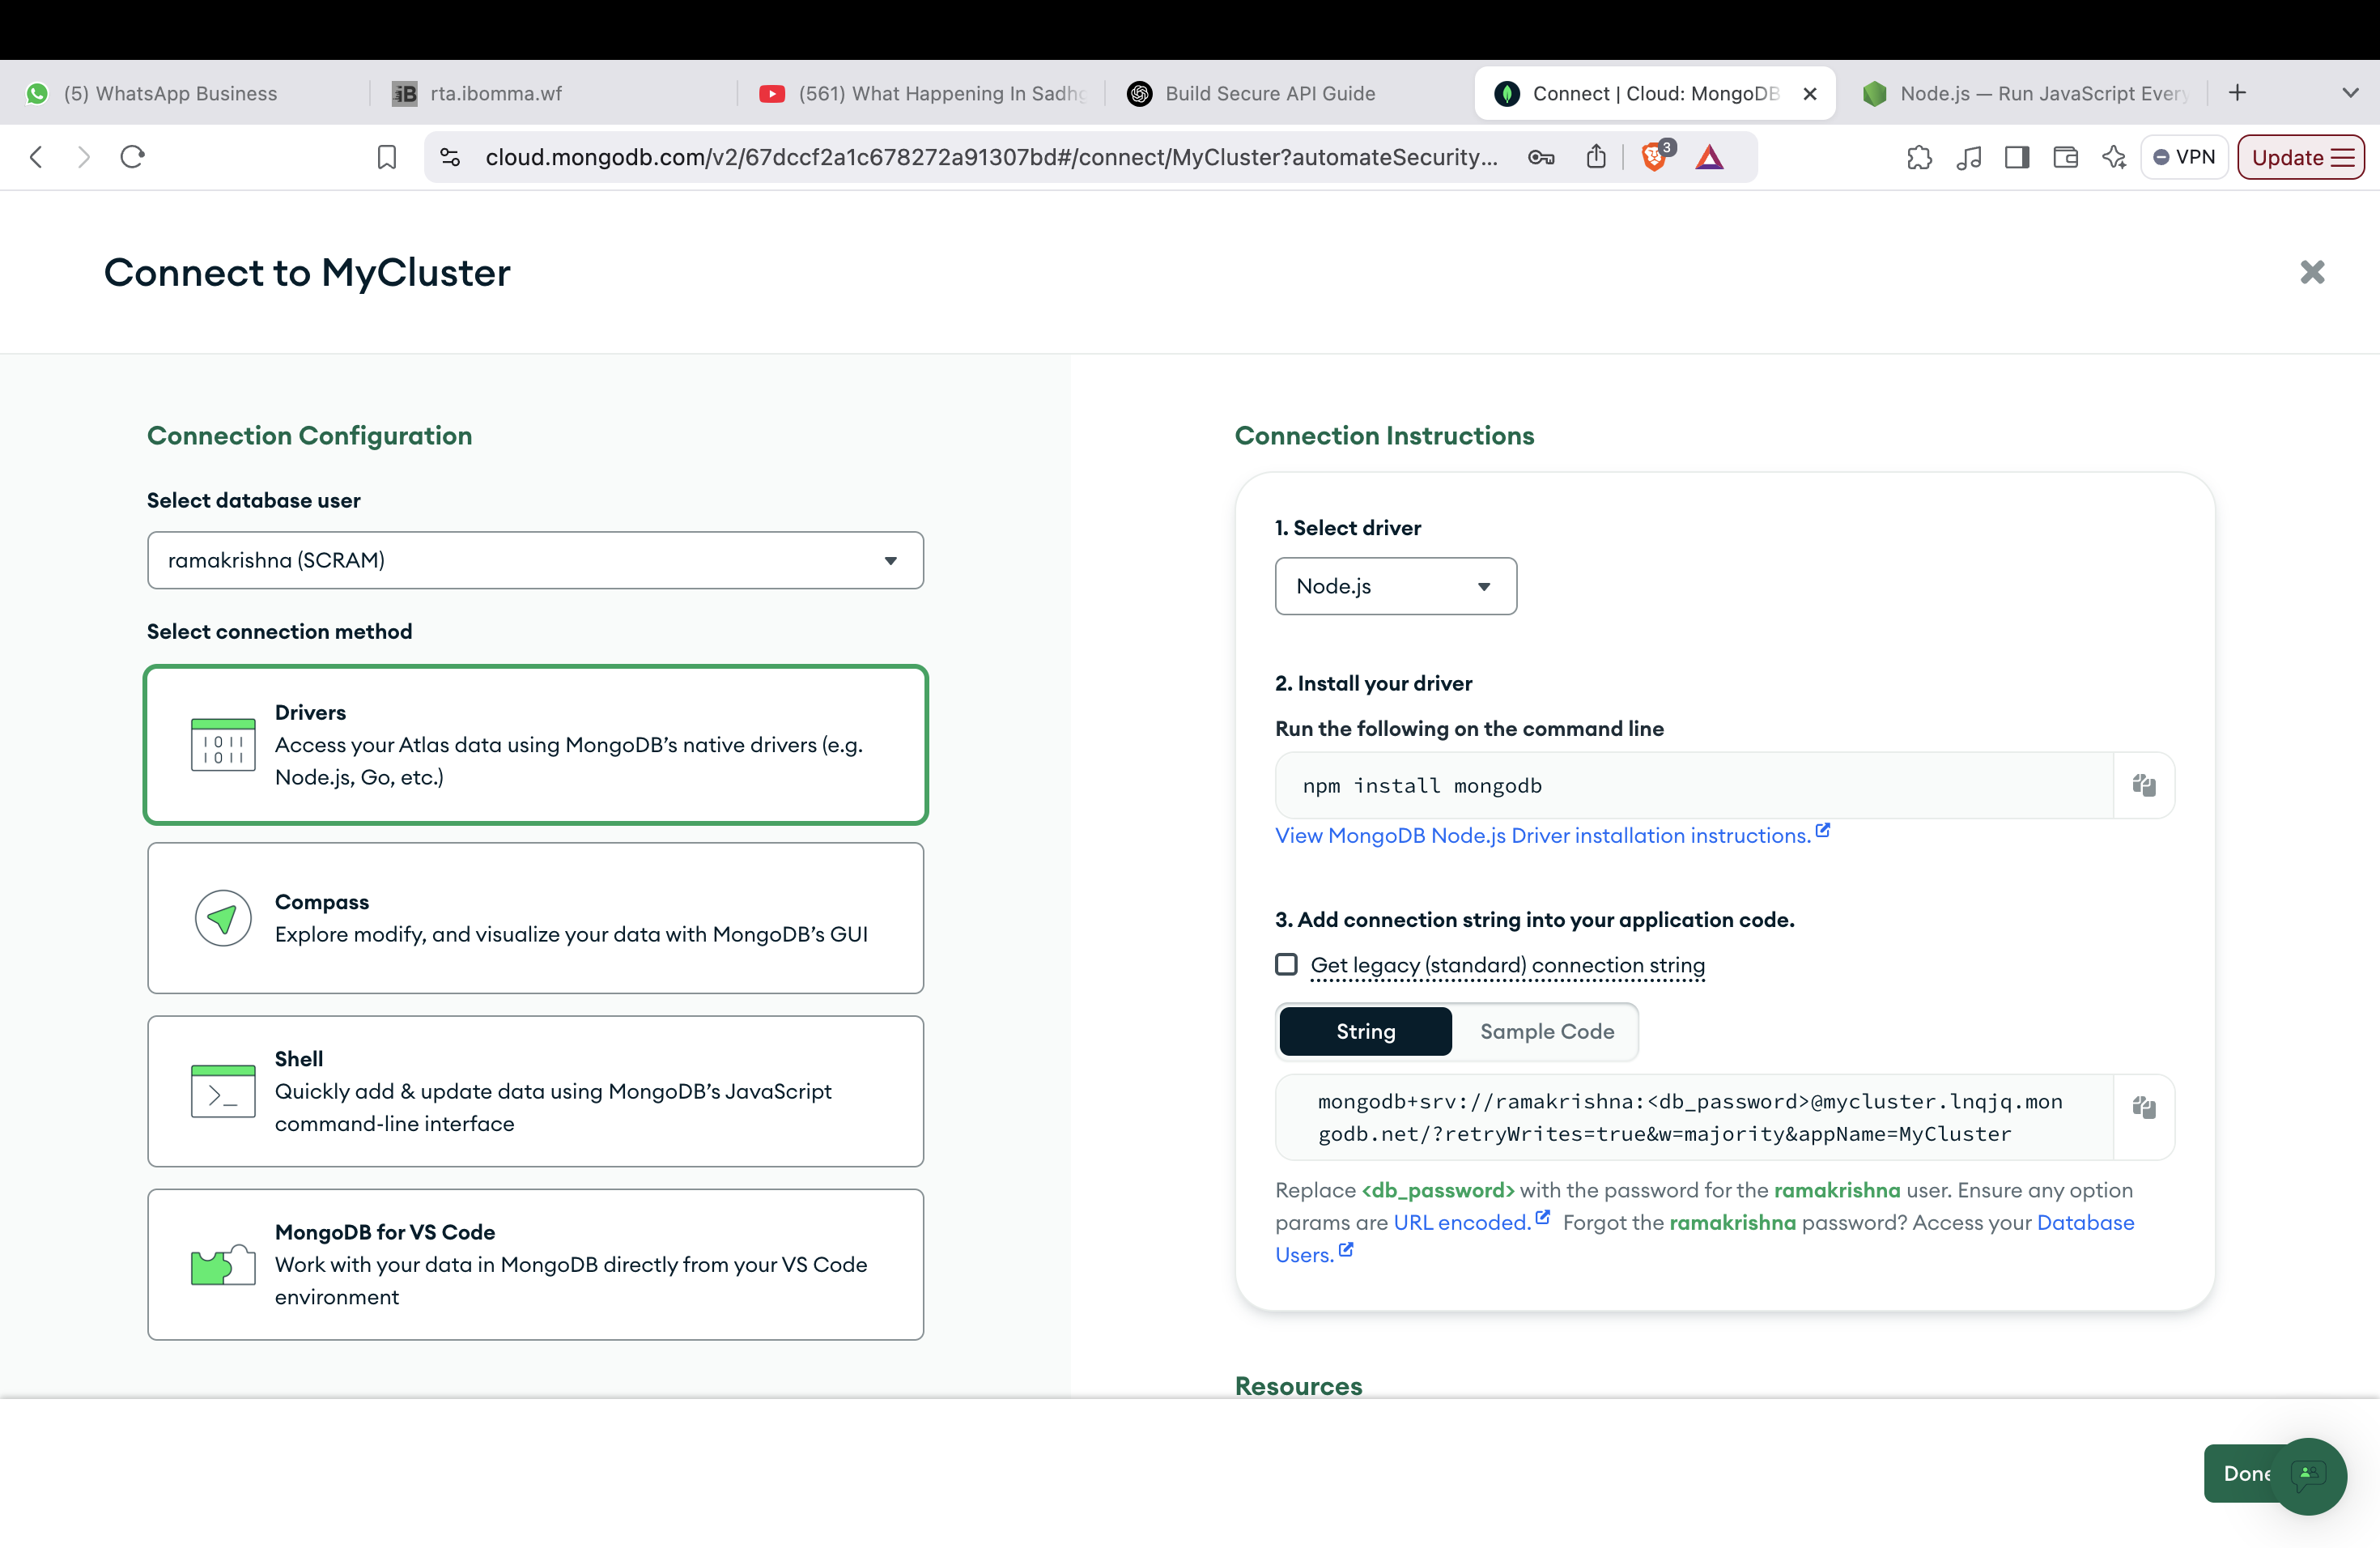 (5) WhatsApp Business
iB
rta.ibomma.wf
(561) What Happening In Sadhg
Build Secure API Guide
Connect | Cloud: MongoDB
Node.js — Run JavaScript Every
cloud.mongodb.com/v2/67dccf2a1c678272a91307bd#/connect/MyCluster?automateSecurity...
3
VPN
Update
Connect to MyCluster
Connection Configuration
Select database user
ramakrishna (SCRAM)
Select connection method
Drivers
Access your Atlas data using MongoDB’s native drivers (e.g.
Node.js, Go, etc.)
Compass
Explore modify, and visualize your data with MongoDB’s GUI
Shell
Quickly add & update data using MongoDB’s JavaScript
command-line interface
MongoDB for VS Code
Work with your data in MongoDB directly from your VS Code
environment
Connection Instructions
1. Select driver
Node.js
2. Install your driver
Run the following on the command line
npm install mongodb
View MongoDB Node.js Driver installation instructions.
3. Add connection string into your application code.
Get legacy (standard) connection string
String
Sample Code
mongodb+srv://ramakrishna:<db_password>@mycluster.lnqjq.mon
godb.net/?retryWrites=true&w=majority&appName=MyCluster
Replace <db_password> with the password for the ramakrishna user. Ensure any option
params are URL encoded. Forgot the ramakrishna password? Access your Database
Users.
Resources
Done